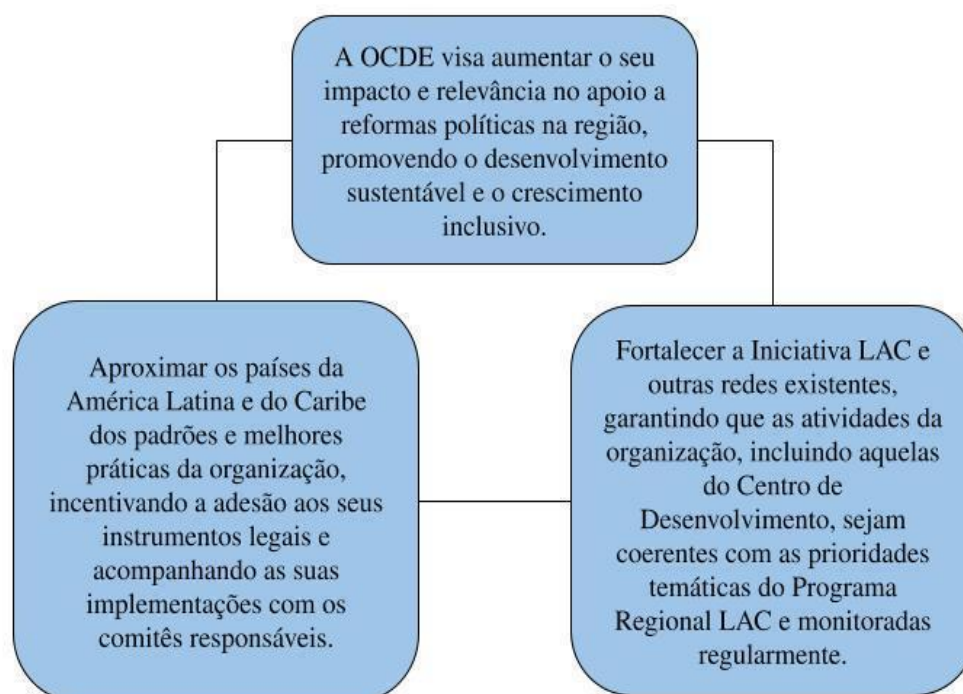 A OCDE visa aumentar o seu
impacto e relevância no apoio a
reformas políticas na região,
promovendo o desenvolvimento
sustentável e o crescimento
inclusivo.
Aproximar os países da
América Latina e do Caribe
dos padrões e melhores
práticas da organização,
incentivando a adesão aos seus
instrumentos legais e
acompanhando as suas
implementações com os
comitês responsáveis.
Fortalecer a Iniciativa LAC e
outras redes existentes,
garantindo que as atividades da
organização, incluindo aquelas
do Centro de
Desenvolvimento, sejam
coerentes com as prioridades
temáticas do Programa
Regional LAC e monitoradas
regularmente.